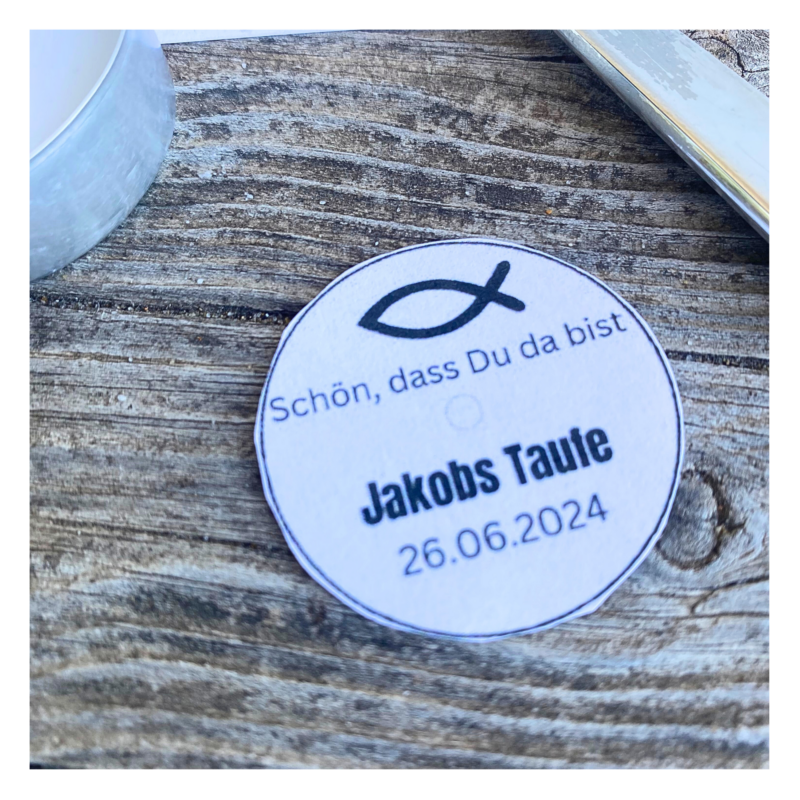 Schön, dass Du da bist
Jakobs Taufe
26.06.2024